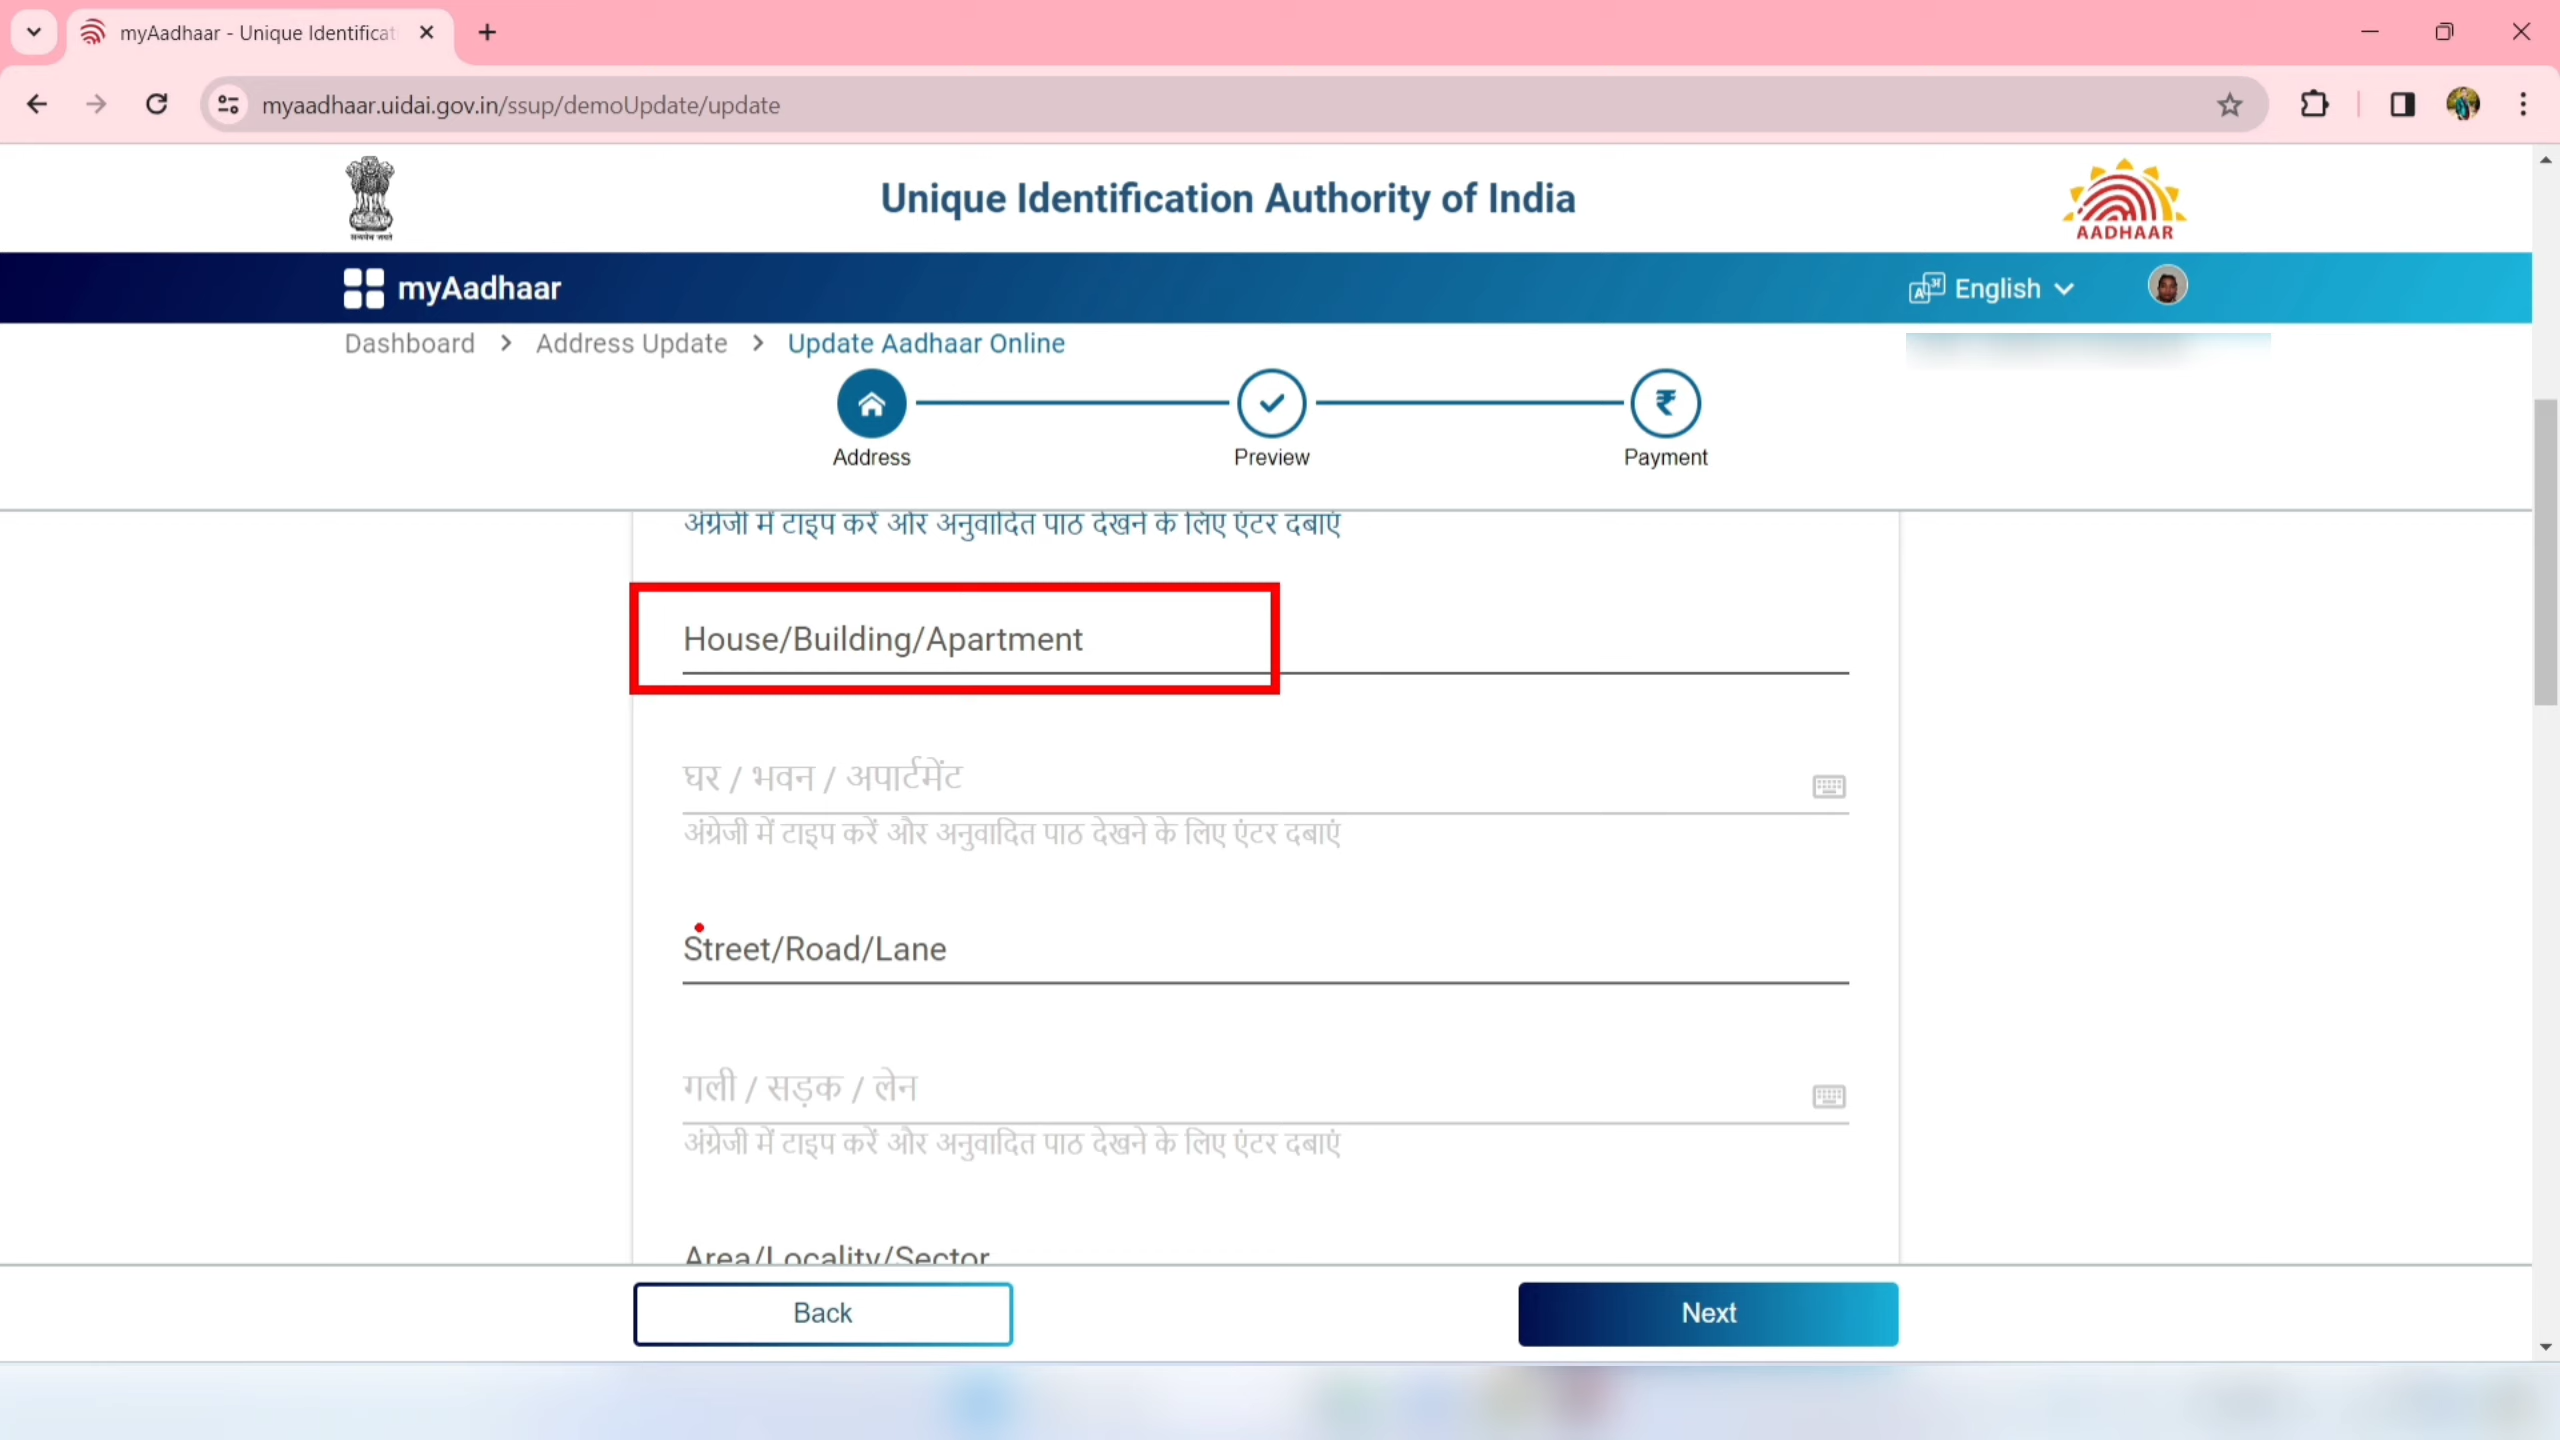 myAadhaar - Unique Identificat
myaadhaar.uidai.gov.in/ssup/demoUpdate/update
सत्यमेव जयते
Unique Identification Authority of India
AADHAAR
myAadhaar
English
Dashboard > Address Update > Update Aadhaar Online
Address
Preview
Payment
अंग्रेजी में टाइप करें और अनुवादित पाठ देखने के लिए एंटर दबाएं
House/Building/Apartment
घर / भवन / अपार्टमेंट
अंग्रेजी में टाइप करें और अनुवादित पाठ देखने के लिए एंटर दबाएं
Street/Road/Lane
गली / सड़क / लेन
अंग्रेजी में टाइप करें और अनुवादित पाठ देखने के लिए एंटर दबाएं
Area/Locality/Sector
Back
Next